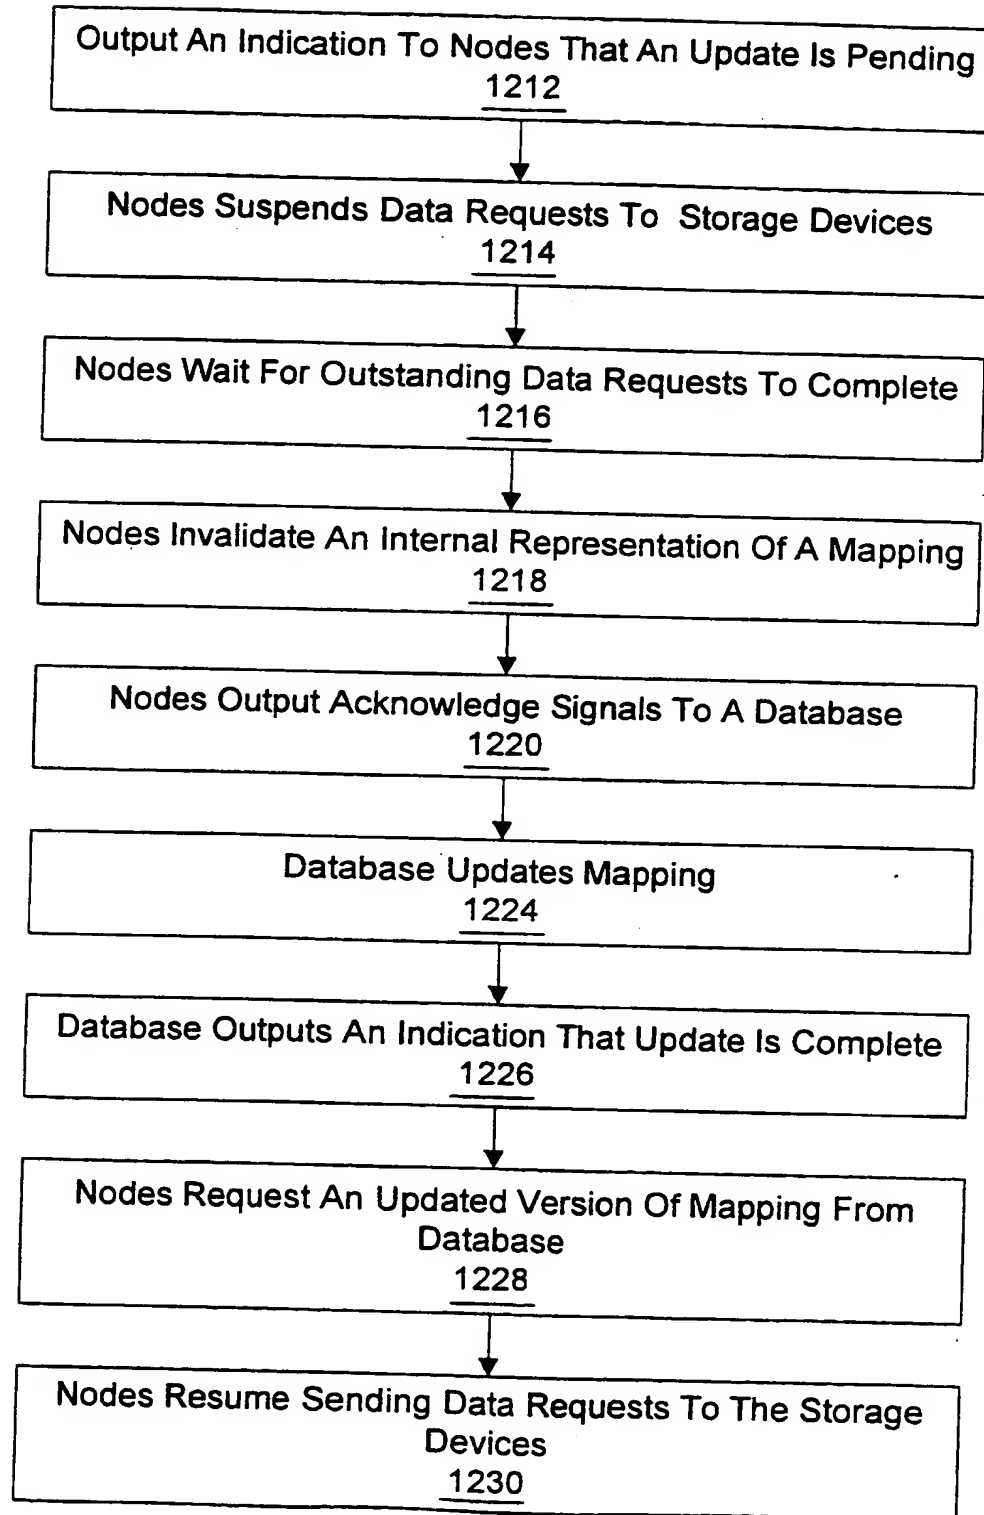 Output An Indication To Nodes That An Update Is Pending
1212
Nodes Suspends Data Requests To Storage Devices
1214
Nodes Wait For Outstanding Data Requests To Complete
1216
Nodes Invalidate An Internal Representation Of A Mapping
1218
Nodes Output Acknowledge Signals To A Database
1220
Database Updates Mapping
1224
Database Outputs An Indication That Update Is Complete
1226
Nodes Request An Updated Version Of Mapping From
Database
1228
Nodes Resume Sending Data Requests To The Storage
Devices
1230